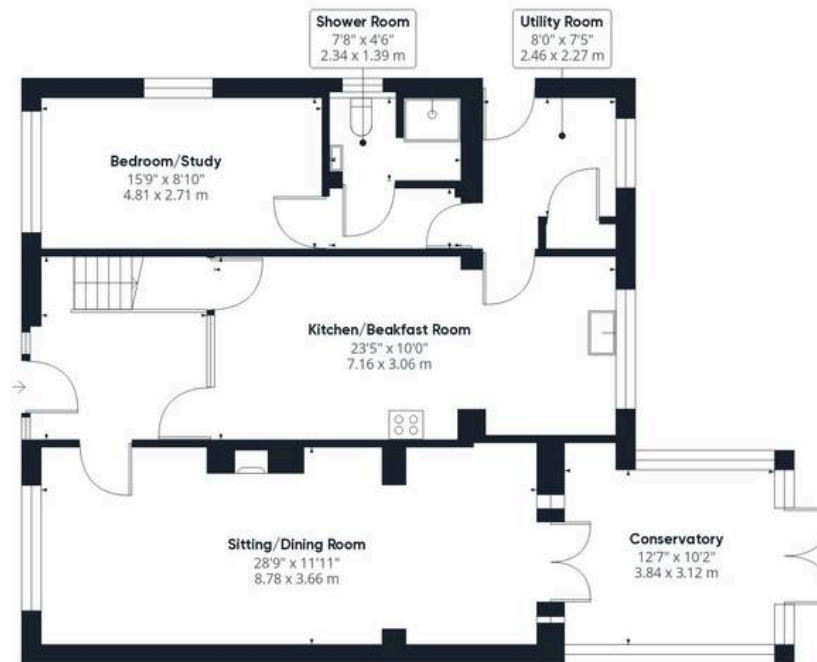 Shower Room
7'8" x 4'6"
2.34 x 1.39 m
Utility Room
8'0" x 7'5"
2.46 x 2.27 m
Bedroom/Study
15'9" x 8'10"
4.81 x 2.71 m
Kitchen/Beakfast Room
23'5" x 10'0"
7.16 x 3.06 m
Sitting/Dining Room
28'9" x 11'11"
8.78 x 3.66 m
Conservatory
12'7" x 10'2"
3.84 x 3.12 m